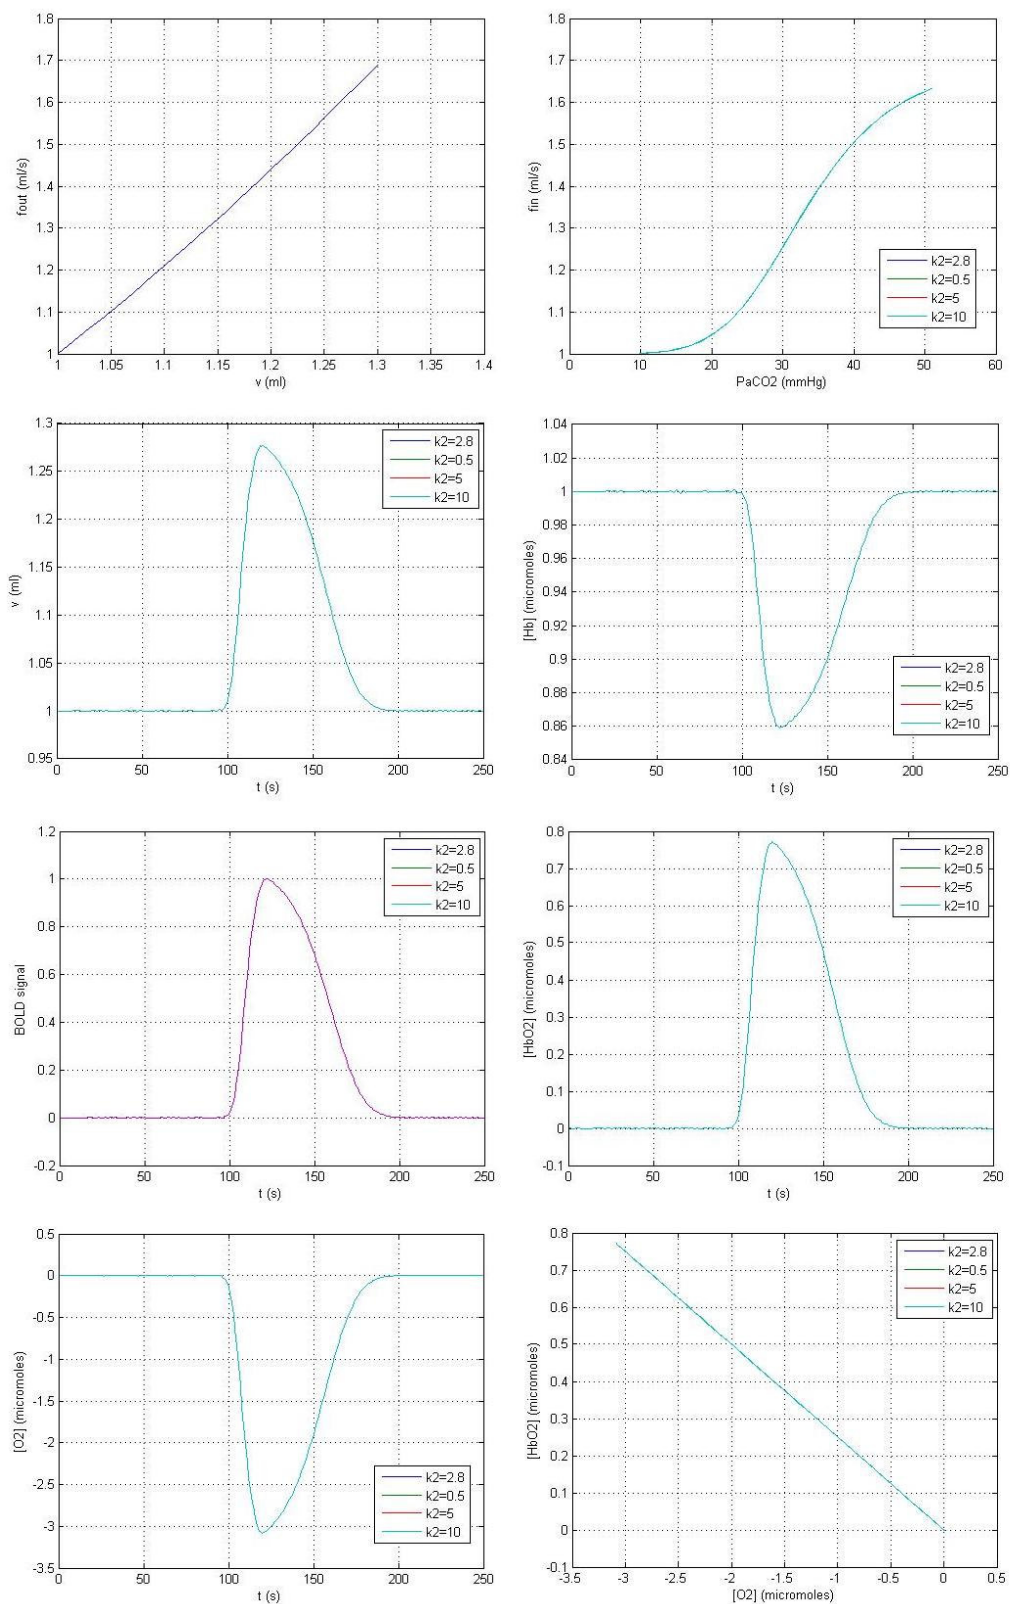 1.8
1.7
1.6
1.5
1.4
1.3
1.2
1.1
1
fout (ml/s)
1 1.05 1.1 1.15 1.2 1.25 1.3 1.35 1.4
v (ml)
1.8
1.7
1.6
1.5
1.4
1.3
1.2
1.1
1
fin (ml/s)
k2=2.8
k2=0.5
k2=5
k2=10
0 10 20 30 40 50 60
PaCO2 (mmHg)
1.3
1.25
1.2
1.15
1.1
1.05
1
0.95
v (ml)
k2=2.8
k2=0.5
k2=5
k2=10
0 50 100 150 200 250
t (s)
1.04
1.02
1
0.98
0.96
0.94
0.92
0.9
0.88
0.86
0.84
[Hb] (micromoles)
k2=2.8
k2=0.5
k2=5
k2=10
0 50 100 150 200 250
t (s)
1.2
1
0.8
0.6
0.4
0.2
0
-0.2
BOLD signal
k2=2.8
k2=0.5
k2=5
k2=10
0 50 100 150 200 250
t (s)
0.8
0.7
0.6
0.5
0.4
0.3
0.2
0.1
0
-0.1
[HbO2] (micromoles)
k2=2.8
k2=0.5
k2=5
k2=10
0 50 100 150 200 250
t (s)
0.5
0
-0.5
-1
-1.5
-2
-2.5
-3
-3.5
[O2] (micromoles)
k2=2.8
k2=0.5
k2=5
k2=10
0 50 100 150 200 250
t (s)
0.8
0.7
0.6
0.5
0.4
0.3
0.2
0.1
0
-0.1
[HbO2] (micromoles)
k2=2.8
k2=0.5
k2=5
k2=10
-3.5 -3 -2.5 -2 -1.5 -1 -0.5 0 0.5
[O2] (micromoles)